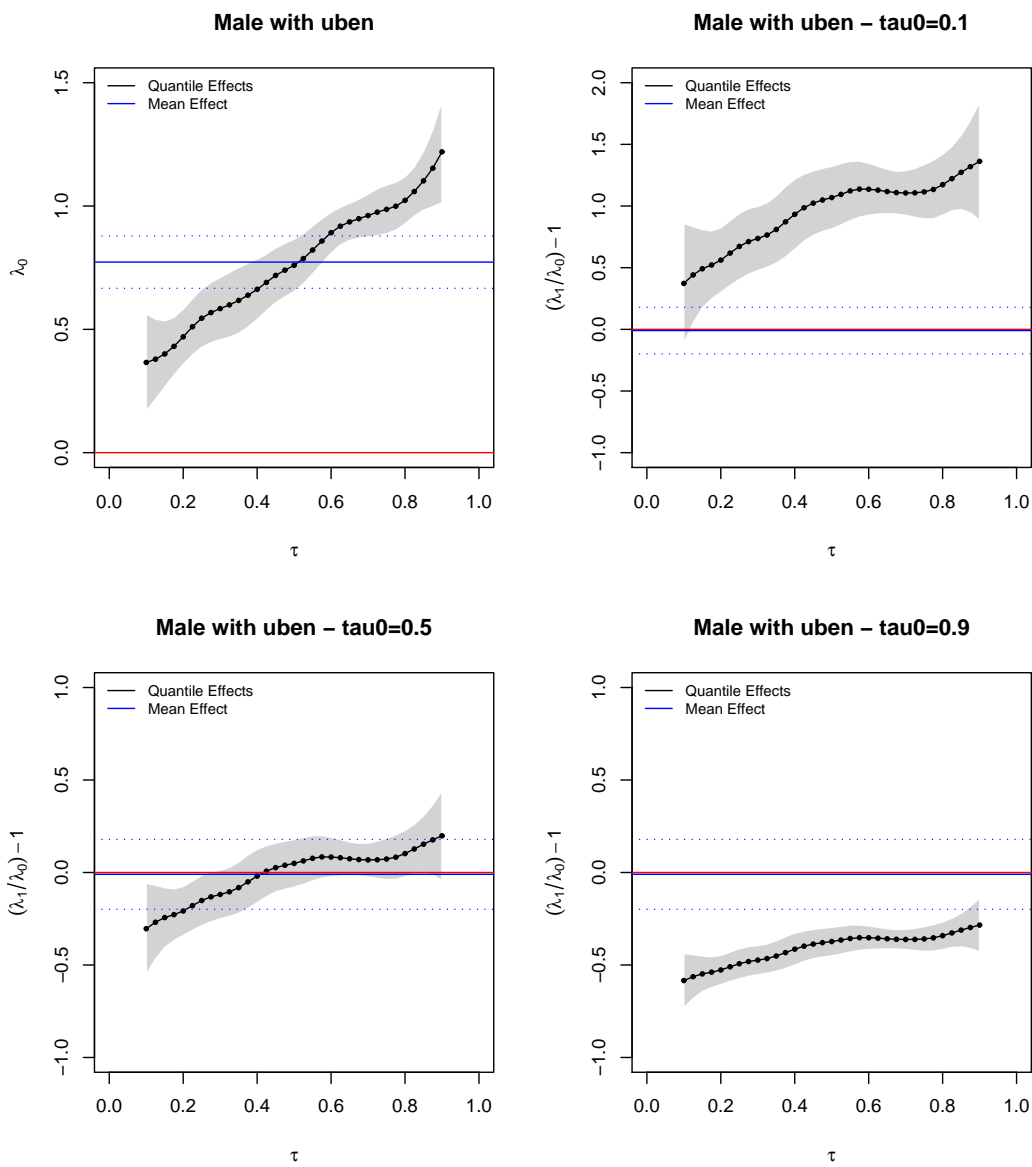 Male with uben
Quantile Effects
Mean Effect
λ0
1.5
1.0
0.5
0.0
0.0 0.2 0.4 0.6 0.8 1.0
τ
Male with uben − tau0=0.1
Quantile Effects
Mean Effect
(λ1/λ0) − 1
2.0
1.5
1.0
0.5
0.0
−0.5
−1.0
0.0 0.2 0.4 0.6 0.8 1.0
τ
Male with uben − tau0=0.5
Quantile Effects
Mean Effect
(λ1/λ0) − 1
1.0
0.5
0.0
−0.5
−1.0
0.0 0.2 0.4 0.6 0.8 1.0
τ
Male with uben − tau0=0.9
Quantile Effects
Mean Effect
(λ1/λ0) − 1
1.0
0.5
0.0
−0.5
−1.0
0.0 0.2 0.4 0.6 0.8 1.0
τ